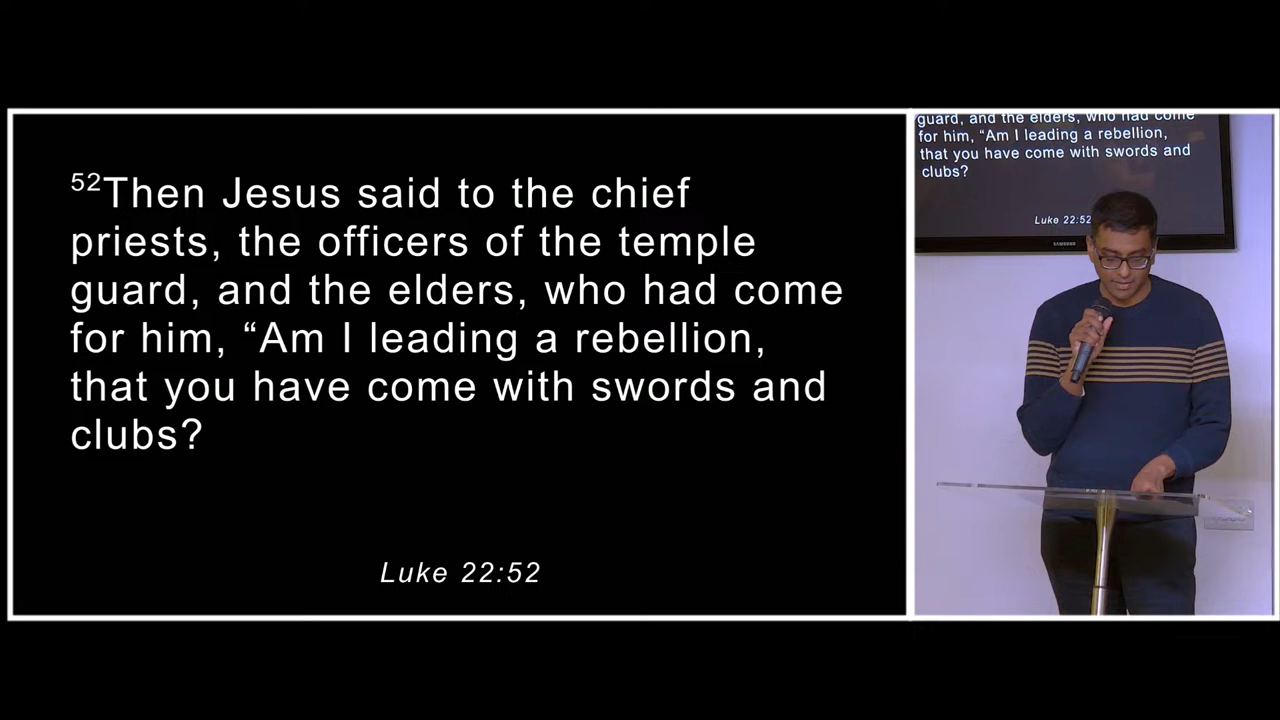 52Then Jesus said to the chief
priests, the officers of the temple
guard, and the elders, who had come
for him, “Am I leading a rebellion,
that you have come with swords and
clubs?
Luke 22:52
guard, and the elders, who had come
for him, “Am I leading a rebellion,
that you have come with swords and
clubs?
Luke 22:52
SAMSUNG